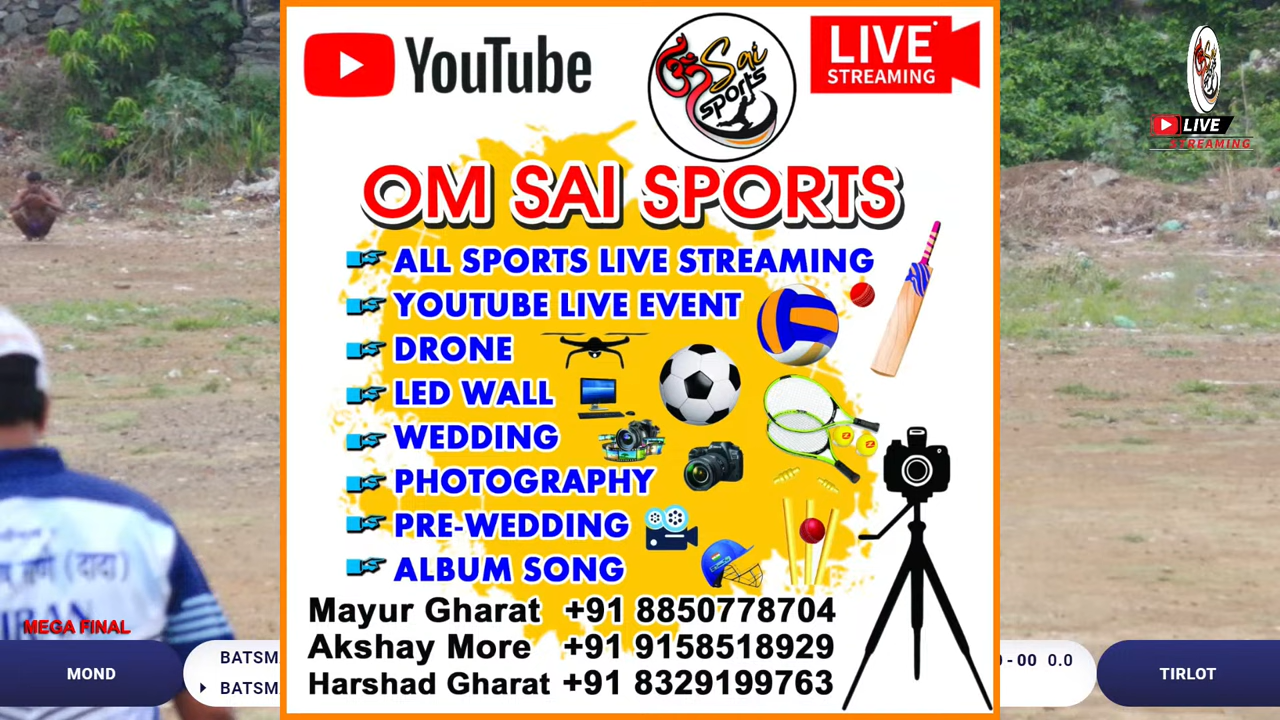 YouTube
Sai
sports
LIVE
STREAMING
LIVE
STREAMING
OM SAI SPORTS
ALL SPORTS LIVE STREAMING
YOUTUBE LIVE EVENT
DRONE
LED WALL
WEDDING
PHOTOGRAPHY
PRE-WEDDING
ALBUM SONG
Mayur Gharat +91 8850778704
Akshay More +91 9158518929
Harshad Gharat +91 8329199763
(दादा)
MEGA FINAL
MOND
BATSM
BATSM
-00 0.0
TIRLOT